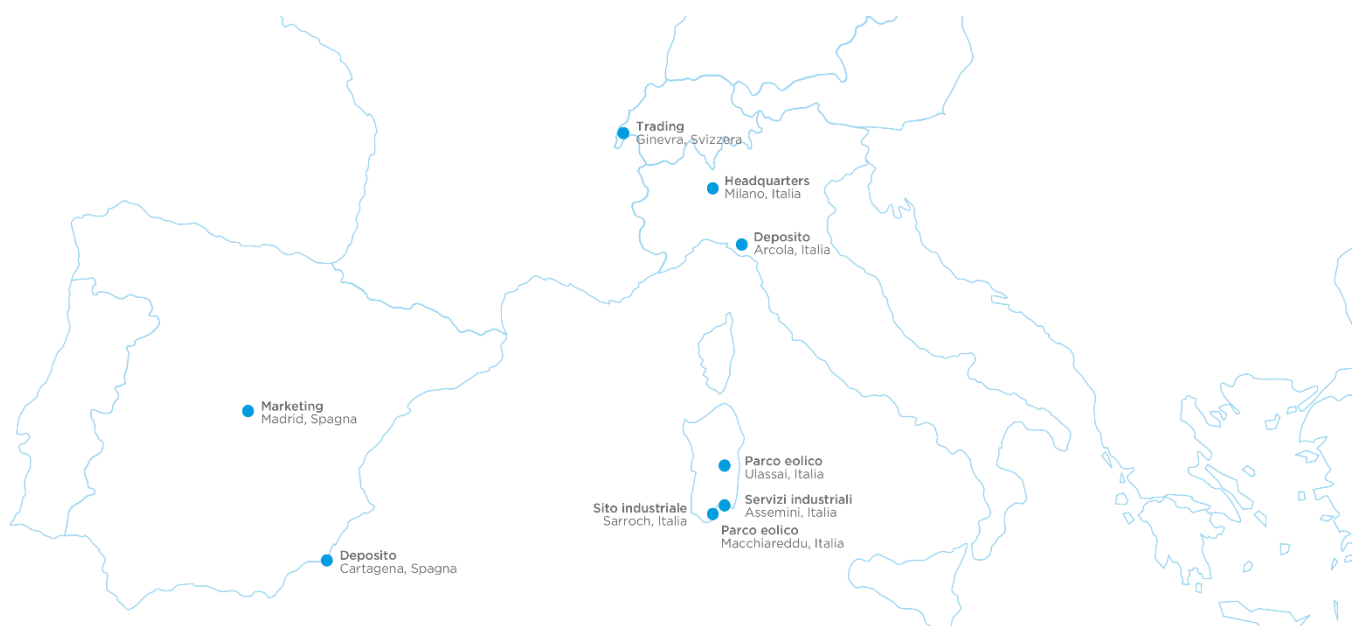 Trading
Ginevra, Svizzera
Headquarters
Milano, Italia
Deposito
Arcola, Italia
Marketing
Madrid, Spagna
Parco eolico
Ulassai, Italia
Servizi industriali
Assemini, Italia
Sito industriale
Sarroch, Italia
Parco eolico
Macchiareddu, Italia
Deposito
Cartagena, Spagna